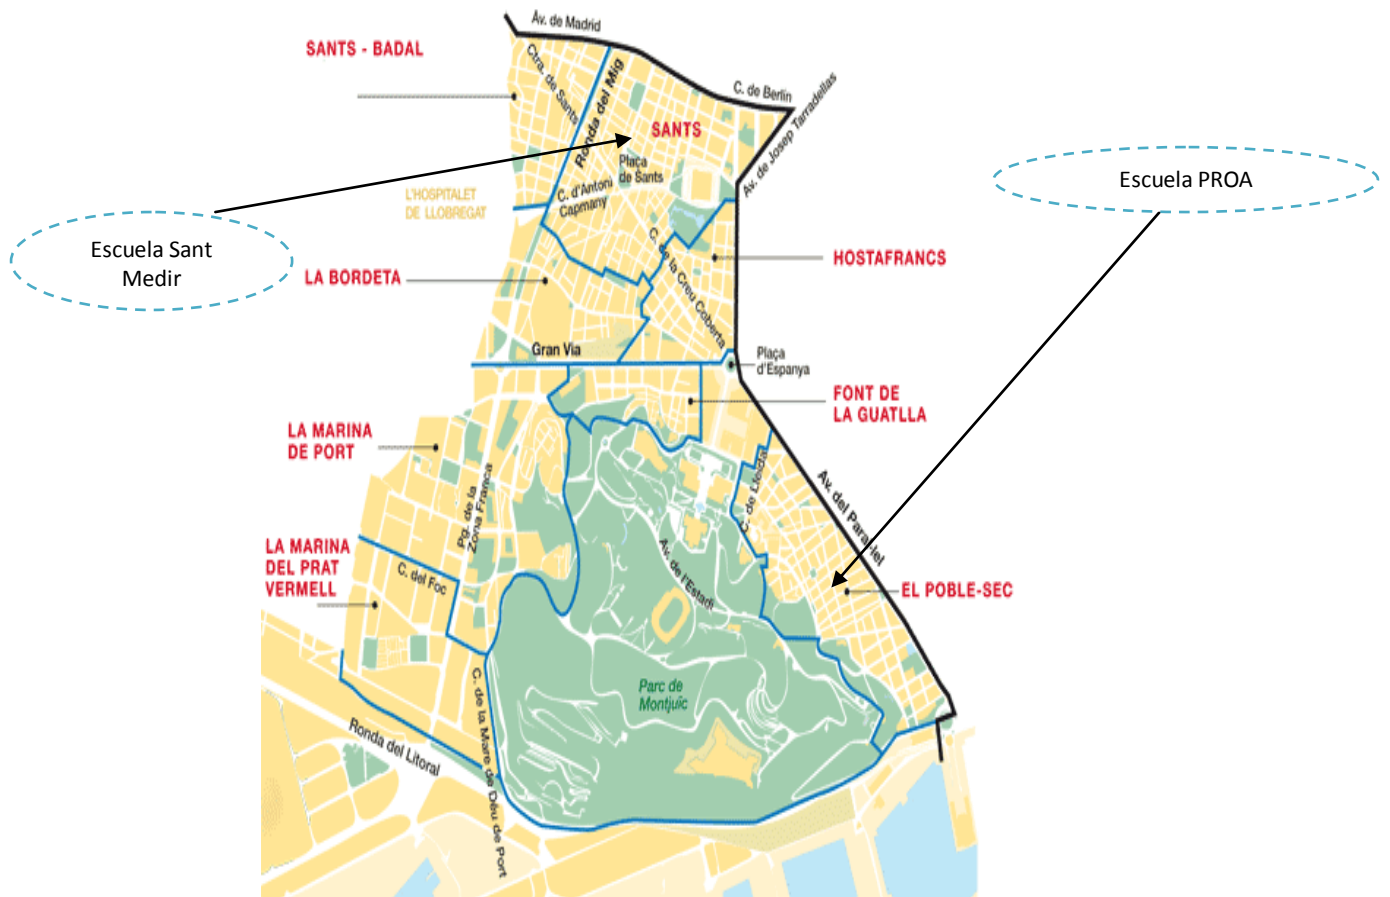 Av. de Madrid
SANTS - BADAL
Ctra. de Sants
Ronda del Mig
C. de Berlín
Av. de Josep Tarradellas
SANTS
Plaça
de Sants
Escuela PROA
L'HOSPITALET
DE LLOBREGAT
C. d'Antoni
Capmany
Escuela Sant
Medir
C. de la Creu Coberta
HOSTAFRANCS
LA BORDETA
Gran Via
Plaça
d'Espanya
FONT DE
LA GUATLLA
LA MARINA
DE PORT
Pg. de la
Zona Franca
C. de Lleida
Av. del Paral·lel
LA MARINA
DEL PRAT
VERMELL
C. del Foc
Av. de l'Estadi
EL POBLE-SEC
Parc de
Montjuïc
C. de la Mare de Déu de Port
Ronda del Litoral